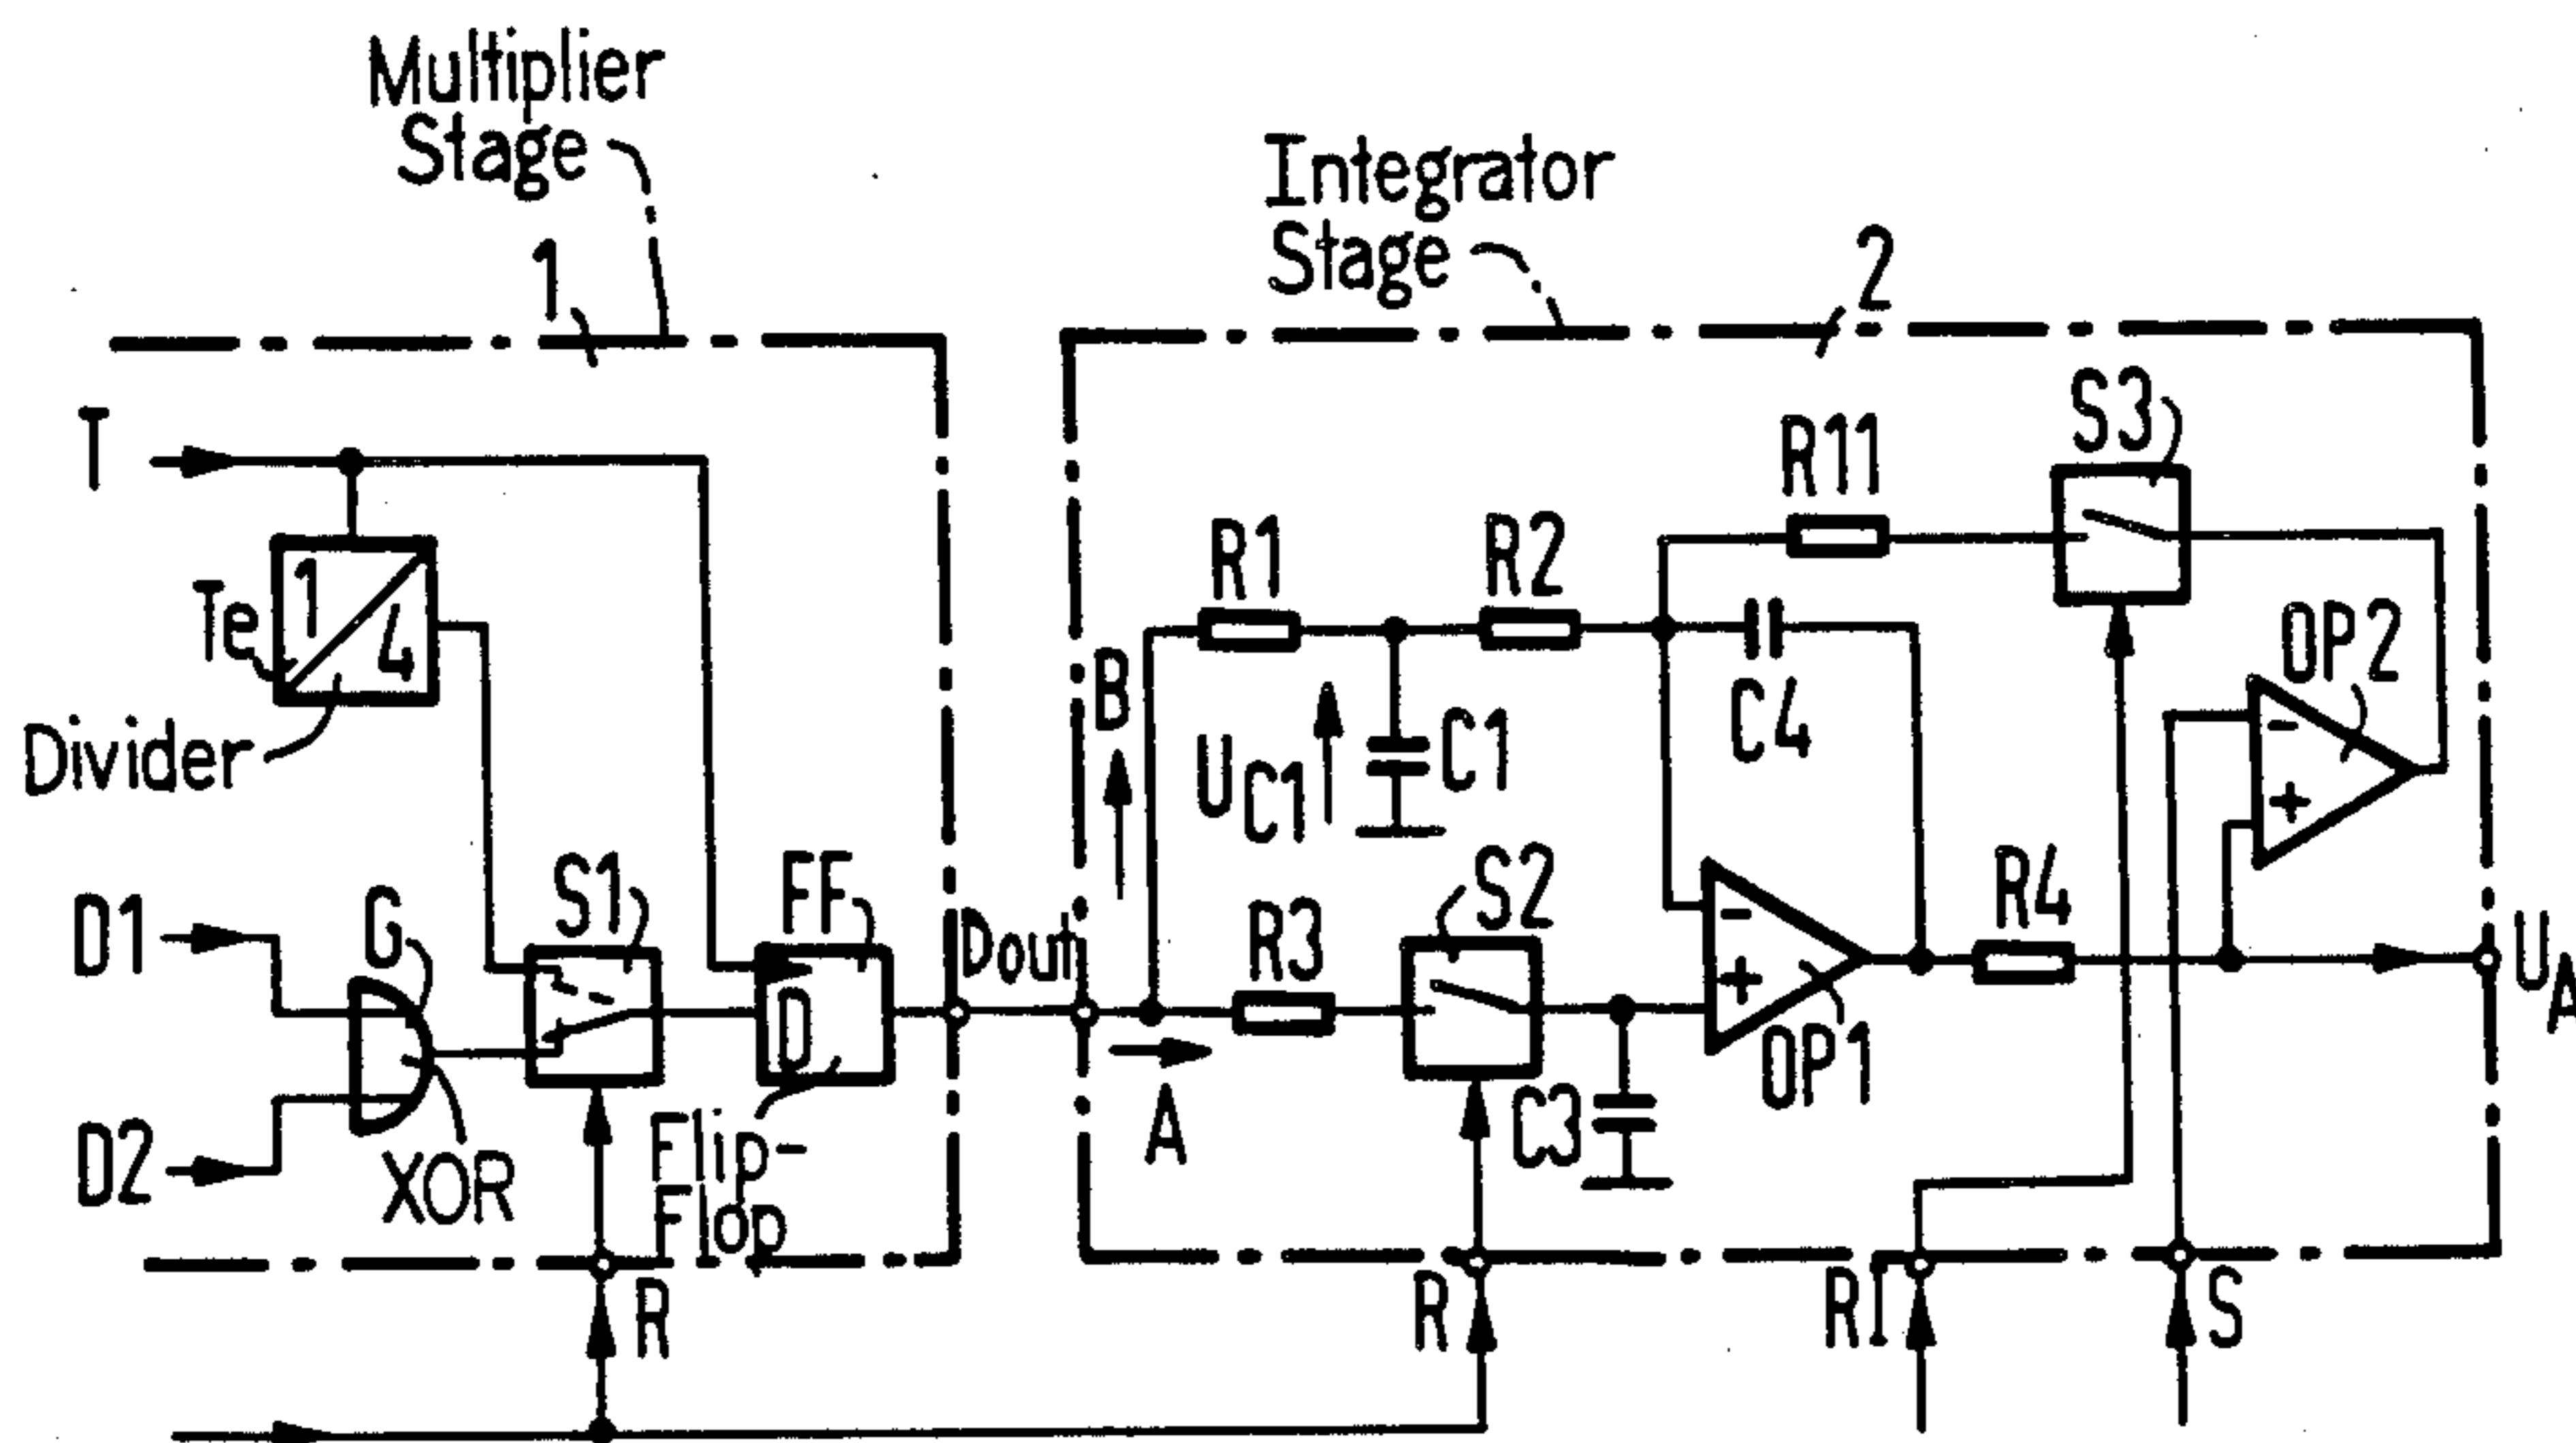 Multiplier
Stage
1
Integrator
Stage
2
T
Te
1
4
Divider
D1
D2
G
XOR
S1
FF
D
Flip-
Flop
Dout
R
B
A
R1
R2
UC1
C1
R3
S2
C3
C4
R11
S3
OP1
OP2
R4
UA
R
RI
S